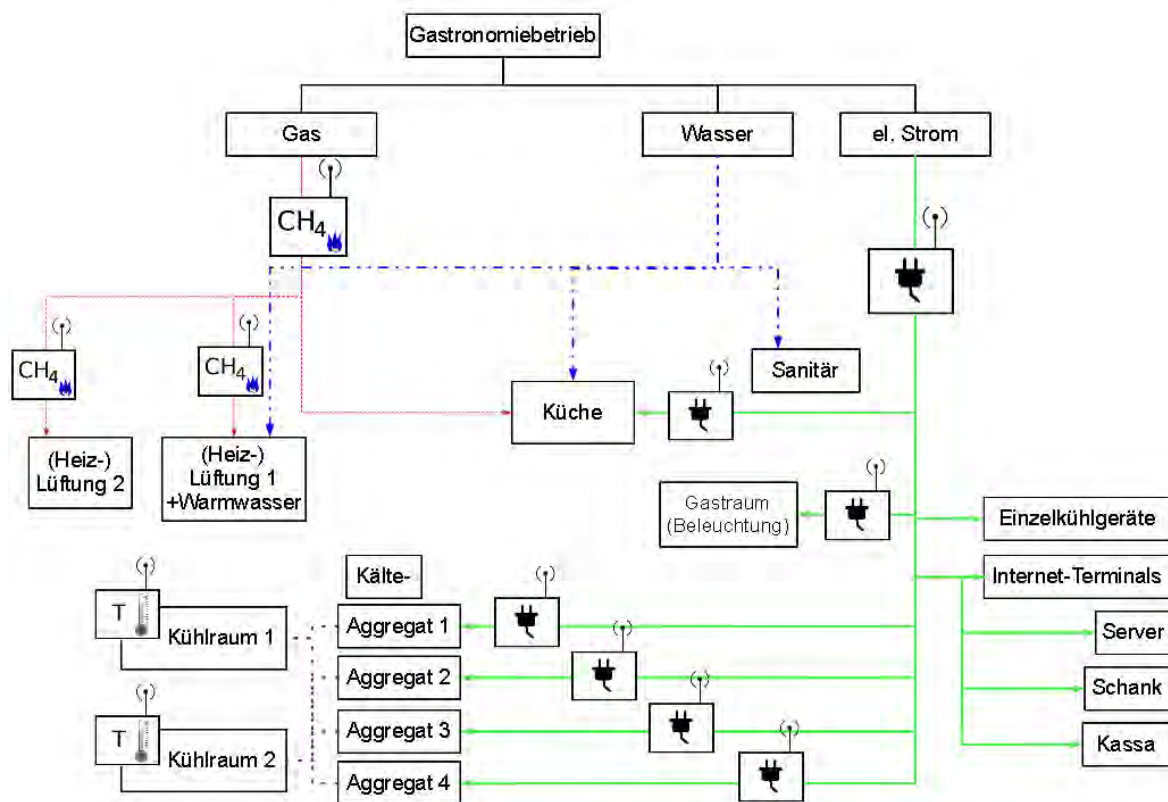 Gastronomiebetrieb
Gas
Wasser
el. Strom
CH4
CH4
CH4
Sanitär
Küche
(Heiz-)
Lüftung 2
(Heiz-)
Lüftung 1
+Warmwasser
Gastraum
(Beleuchtung)
Einzelkühlgeräte
Internet-Terminals
Server
Schank
Kassa
Kälte-
Aggregat 1
Aggregat 2
Aggregat 3
Aggregat 4
T
Kühlraum 1
T
Kühlraum 2